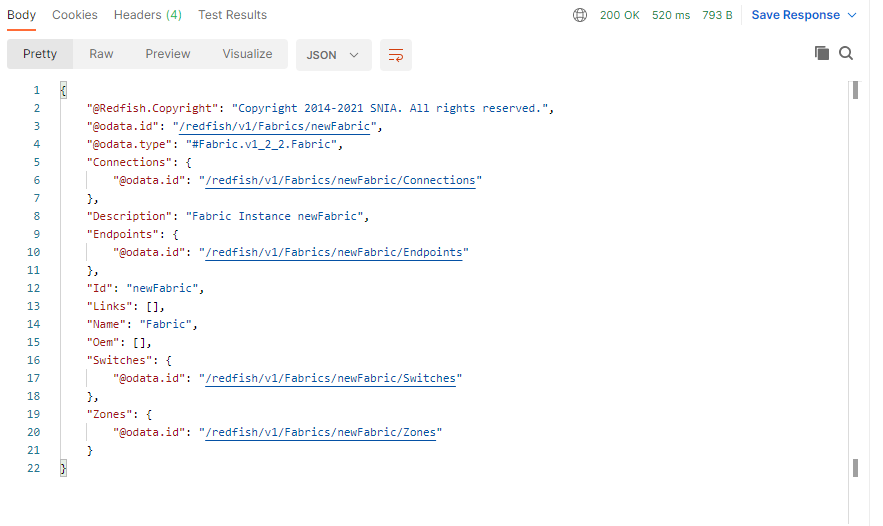 Body Cookies Headers (4) Test Results 200 OK 520 ms 793 B Save Response
Pretty Raw Preview Visualize JSON
1 {
2 "@Redfish.Copyright": "Copyright 2014-2021 SNIA. All rights reserved.",
3 "@odata.id": "/redfish/v1/Fabrics/newFabric",
4 "@odata.type": "#Fabric.v1_2_2.Fabric",
5 "Connections": {
6 "@odata.id": "/redfish/v1/Fabrics/newFabric/Connections"
7 },
8 "Description": "Fabric Instance newFabric",
9 "Endpoints": {
10 "@odata.id": "/redfish/v1/Fabrics/newFabric/Endpoints"
11 },
12 "Id": "newFabric",
13 "Links": [],
14 "Name": "Fabric",
15 "Oem": [],
16 "Switches": {
17 "@odata.id": "/redfish/v1/Fabrics/newFabric/Switches"
18 },
19 "Zones": {
20 "@odata.id": "/redfish/v1/Fabrics/newFabric/Zones"
21 }
22 }